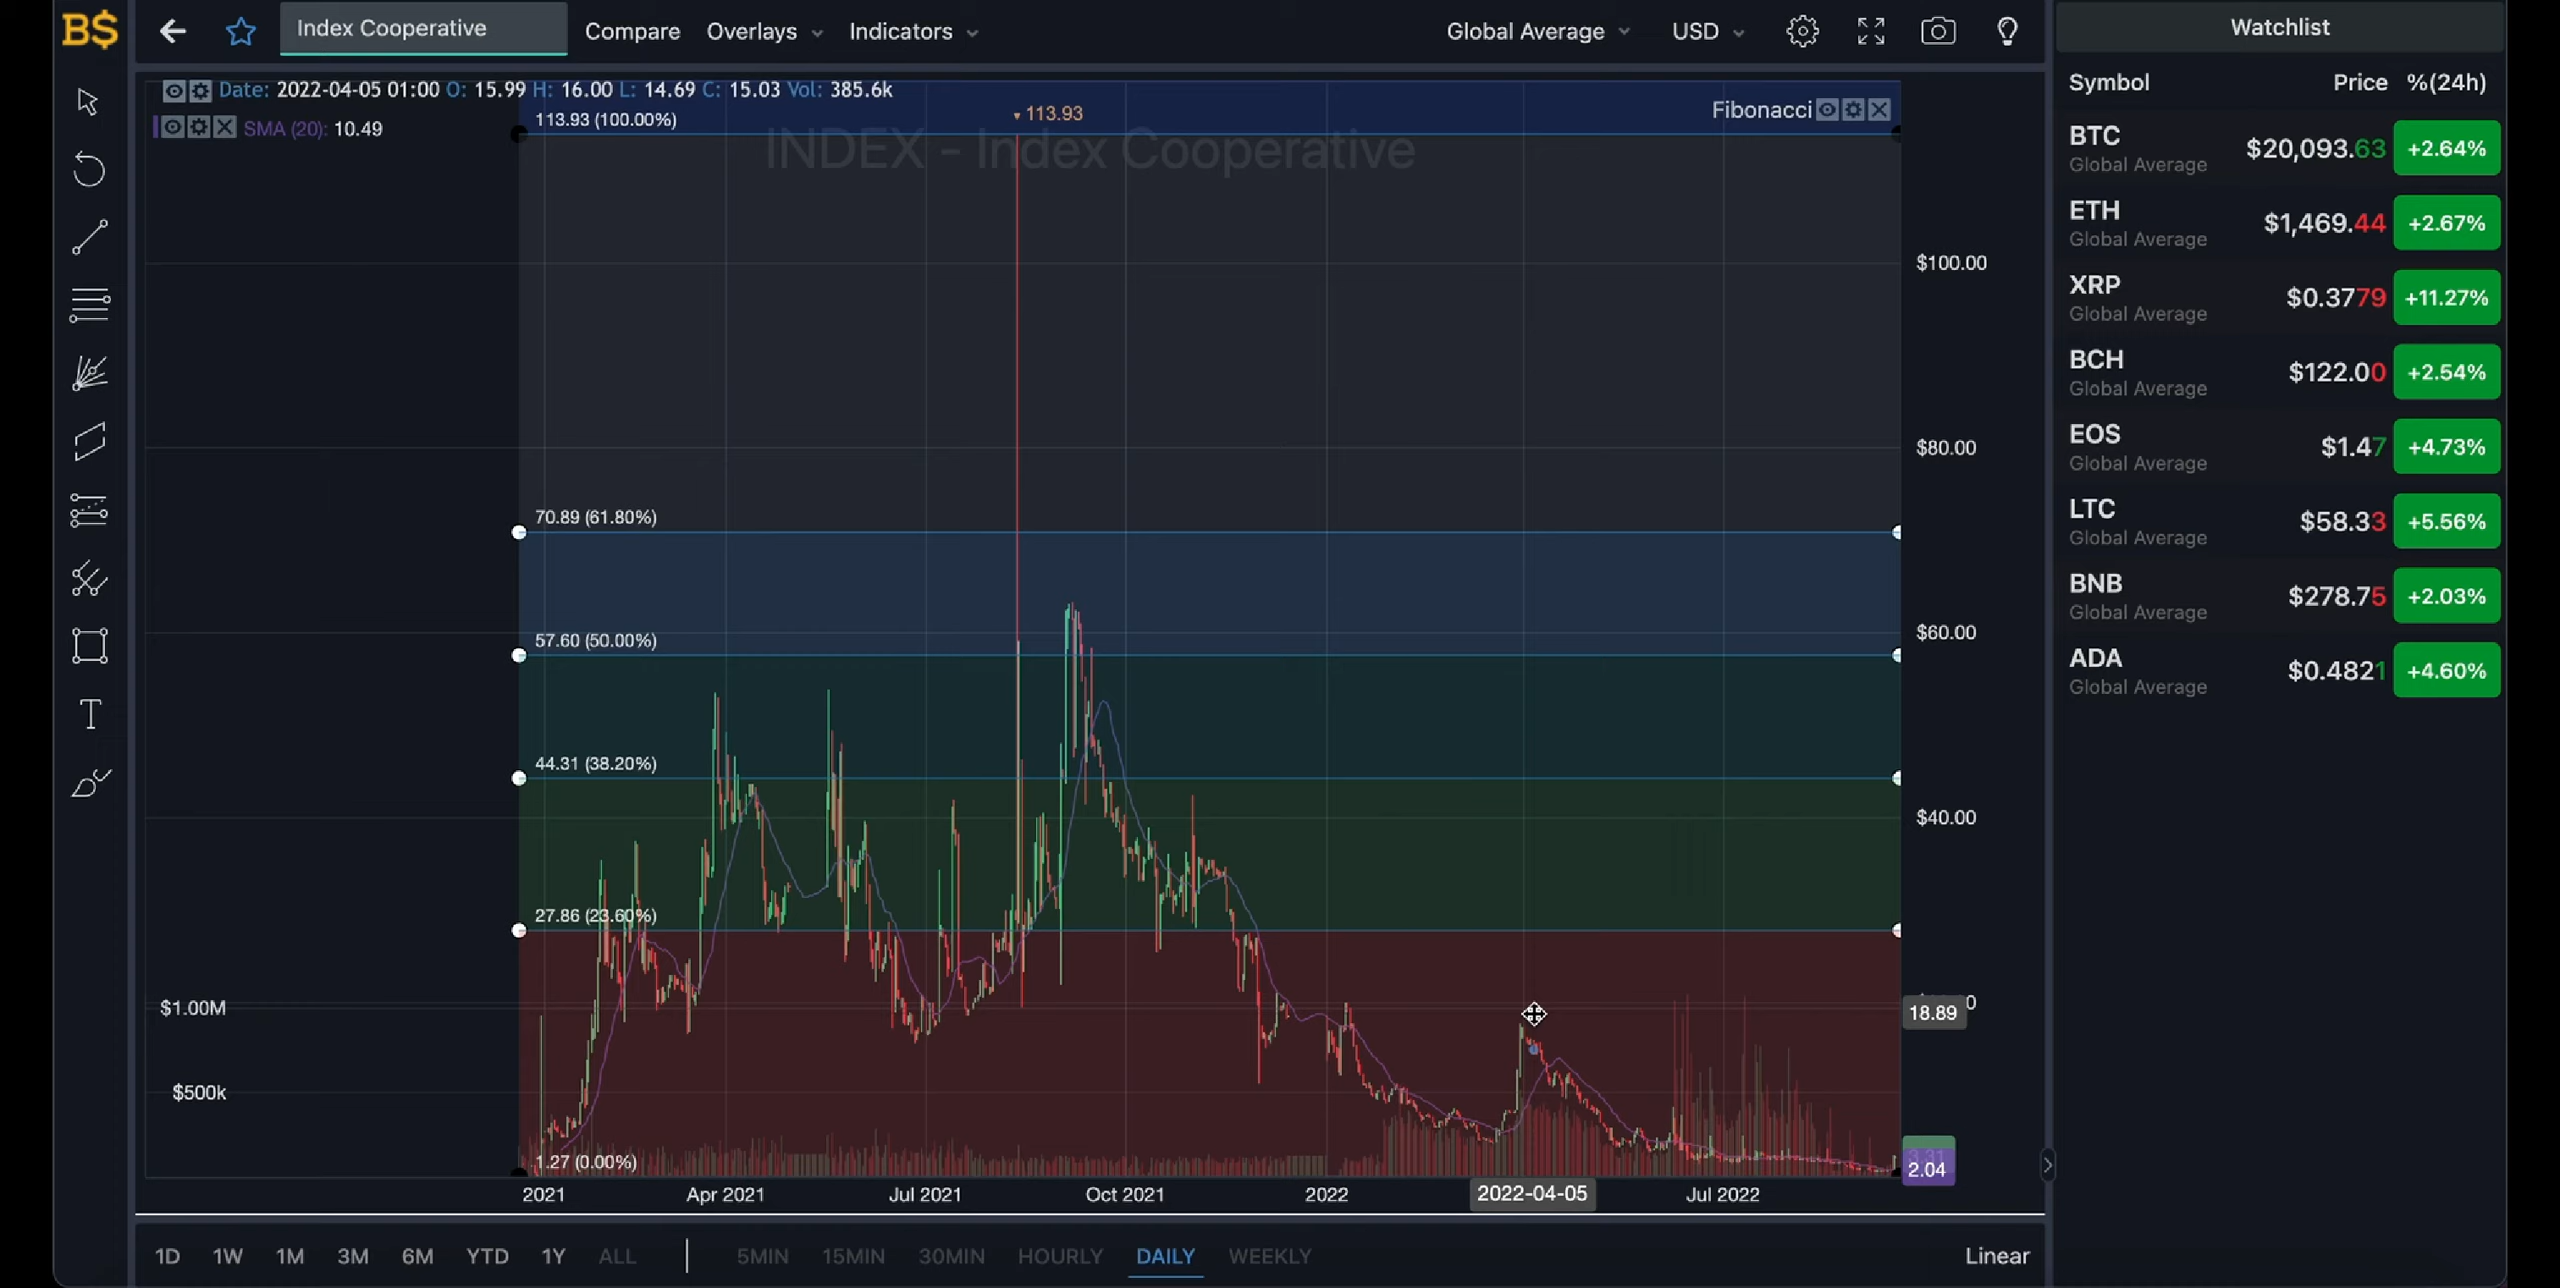 B$
Index Cooperative
Compare
Overlays
Indicators
Global Average
USD
Watchlist
Date: 2022-04-05 01:00 O: 15.99 H: 16.00 L: 14.69 C: 15.03 Vol: 385.6k
SMA (20): 10.49
Fibonacci
INDEX - Index Cooperative
113.93 (100.00%)
113.93
70.89 (61.80%)
57.60 (50.00%)
44.31 (38.20%)
27.86 (23.60%)
1.27 (0.00%)
$100.00
$80.00
$60.00
$40.00
18.89
2.04
$1.00M
$500k
2021
Apr 2021
Jul 2021
Oct 2021
2022
2022-04-05
Jul 2022
1D 1W 1M 3M 6M YTD 1Y ALL
5MIN 15MIN 30MIN HOURLY DAILY WEEKLY
Linear
Symbol Price %(24h)
BTC $20,093.63 +2.64%
Global Average
ETH $1,469.44 +2.67%
Global Average
XRP $0.3779 +11.27%
Global Average
BCH $122.00 +2.54%
Global Average
EOS $1.47 +4.73%
Global Average
LTC $58.33 +5.56%
Global Average
BNB $278.75 +2.03%
Global Average
ADA $0.4821 +4.60%
Global Average